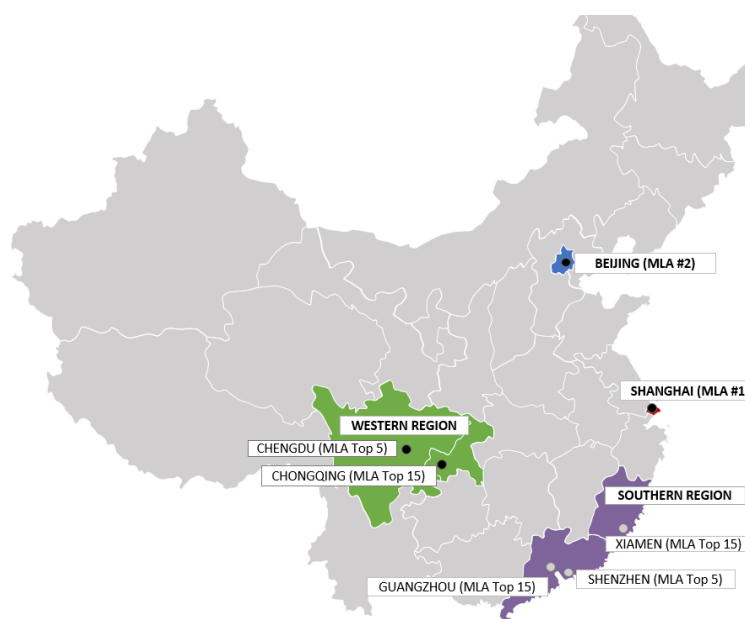 BEIJING (MLA #2)
SHANGHAI (MLA #1
WESTERN REGION
CHENGDU (MLA Top 5)
CHONGQING (MLA Top 15)
SOUTHERN REGION
XIAMEN (MLA Top 15)
GUANGZHOU (MLA Top 15)
SHENZHEN (MLA Top 5)